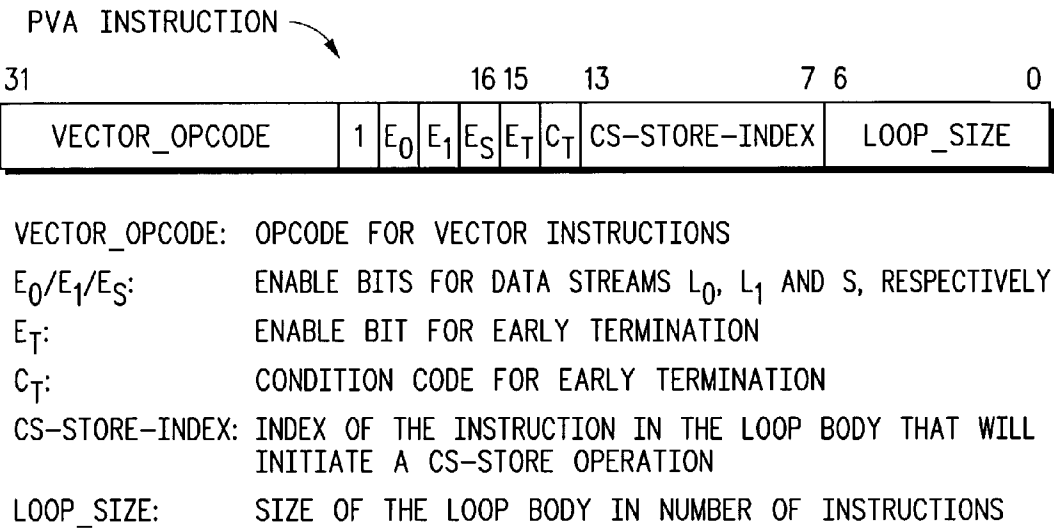 PVA INSTRUCTION
31 16 15 13 7 6 0
VECTOR_OPCODE 1 E0 E1 ES ET CT CS-STORE-INDEX LOOP_SIZE
VECTOR_OPCODE: OPCODE FOR VECTOR INSTRUCTIONS
E0/E1/ES: ENABLE BITS FOR DATA STREAMS L0, L1 AND S, RESPECTIVELY
ET: ENABLE BIT FOR EARLY TERMINATION
CT: CONDITION CODE FOR EARLY TERMINATION
CS-STORE-INDEX: INDEX OF THE INSTRUCTION IN THE LOOP BODY THAT WILL
INITIATE A CS-STORE OPERATION
LOOP_SIZE: SIZE OF THE LOOP BODY IN NUMBER OF INSTRUCTIONS